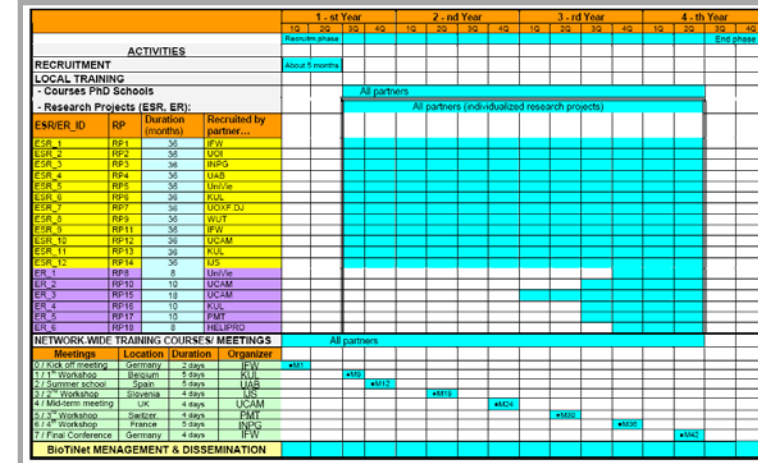 1 - st Year 2 - nd Year 3 - rd Year 4 - th Year
1Q 2Q 3Q 4Q 1Q 2Q 3Q 4Q 1Q 2Q 3Q 4Q 1Q 2Q 3Q 4Q
Recruitm.phase End phase
ACTIVITIES
RECRUITMENT About 5 months
LOCAL TRAINING
- Courses PhD Schools All partners
- Research Projects (ESR, ER): All partners (individualized research projects)
ESR/ER_ID RP Duration (months) Recruited by partner...
ESR_1 RP1 36 IFW
ESR_2 RP2 36 UOI
ESR_3 RP3 36 INPG
ESR_4 RP4 36 UAB
ESR_5 RP5 36 UniVie
ESR_6 RP6 36 KUL
ESR_7 RP7 36 UOXF.DJ
ESR_8 RP9 36 WUT
ESR_9 RP11 36 IFW
ESR_10 RP12 36 UCAM
ESR_11 RP13 36 KUL
ESR_12 RP14 36 IJS
ER_1 RP8 8 UniVie
ER_2 RP10 10 UCAM
ER_3 RP15 18 UCAM
ER_4 RP16 10 KUL
ER_5 RP17 10 PMT
ER_6 RP18 8 HELIPRO
NETWORK-WIDE TRAINING COURSES/ MEETINGS All partners
Meetings Location Duration Organizer
0 / Kick off meeting Germany 2 days IFW •M1
1 / 1st Workshop Belgium 5 days KUL •M9
2 / Summer school Spain 5 days UAB •M12
3 / 2nd Workshop Slovenia 4 days IJS •M18
4 / Mid-term meeting UK 4 days UCAM •M24
5 / 3rd Workshop Switzer. 4 days PMT •M30
6 / 4th Workshop France 5 days INPG •M36
7 / Final Conference Germany 4 days IFW •M42
BioTiNet MENAGEMENT & DISSEMINATION